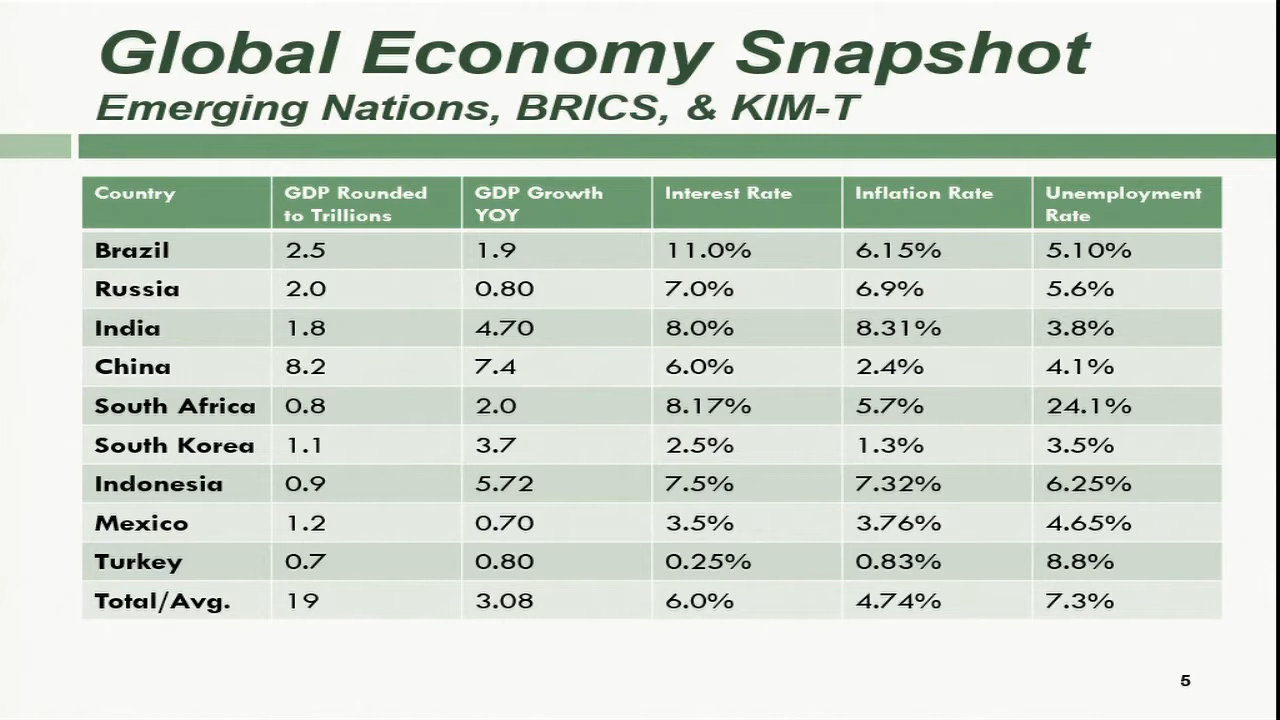 Global Economy Snapshot
Emerging Nations, BRICS, & KIM-T
Country GDP Rounded to Trillions GDP Growth YOY Interest Rate Inflation Rate Unemployment Rate
Brazil 2.5 1.9 11.0% 6.15% 5.10%
Russia 2.0 0.80 7.0% 6.9% 5.6%
India 1.8 4.70 8.0% 8.31% 3.8%
China 8.2 7.4 6.0% 2.4% 4.1%
South Africa 0.8 2.0 8.17% 5.7% 24.1%
South Korea 1.1 3.7 2.5% 1.3% 3.5%
Indonesia 0.9 5.72 7.5% 7.32% 6.25%
Mexico 1.2 0.70 3.5% 3.76% 4.65%
Turkey 0.7 0.80 0.25% 0.83% 8.8%
Total/Avg. 19 3.08 6.0% 4.74% 7.3%
5